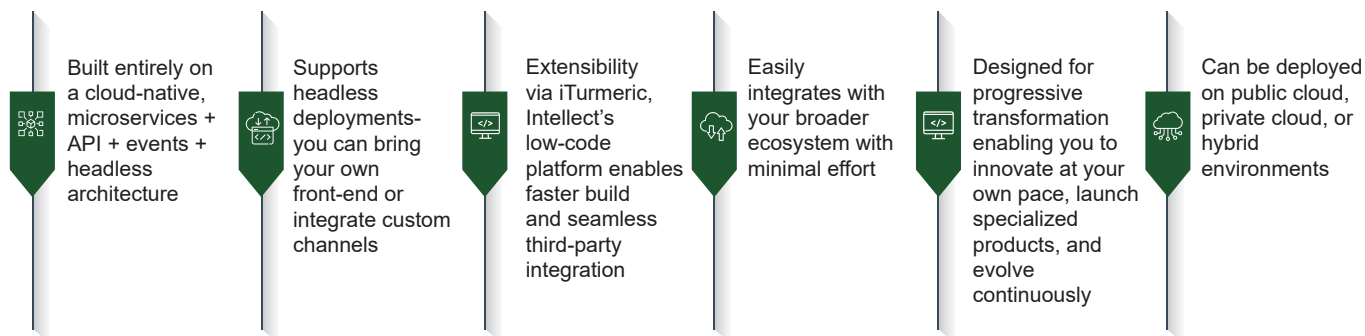 Built entirely on
a cloud-native,
microservices +
API + events +
headless
architecture
Supports
headless
deployments-
you can bring
your own
front-end or
integrate custom
channels
Extensibility
via iTurmeric,
Intellect’s
low-code
platform enables
faster build
and seamless
third-party
integration
Easily
integrates with
your broader
ecosystem with
minimal effort
Designed for
progressive
transformation
enabling you to
innovate at your
own pace, launch
specialized
products, and
evolve
continuously
Can be deployed
on public cloud,
private cloud, or
hybrid
environments